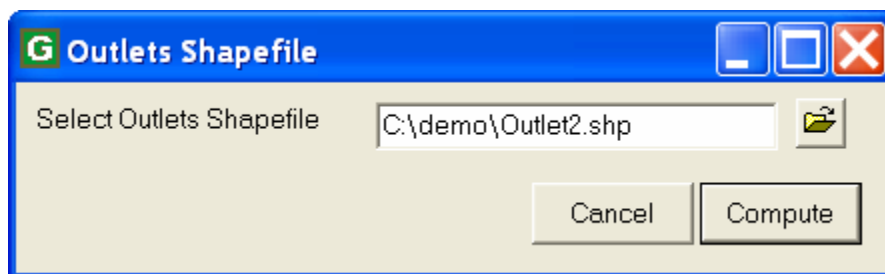 G Outlets Shapefile
Select Outlets Shapefile C:\demo\Outlet2.shp
Cancel Compute